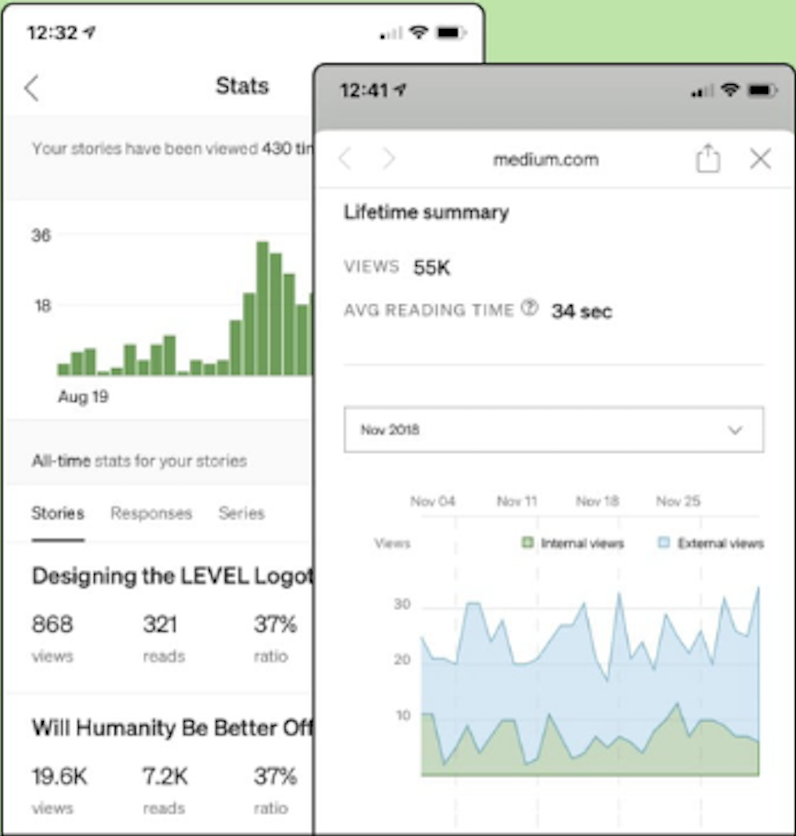 12:32
Stats
Your stories have been viewed 430
36
18
Aug 19
All-time stats for your stories
Stories Responses Series
Designing the LEVEL
868 321 37%
views reads ratio
Will Humanity Be Better
19.6K 7.2K 37%
views reads ratio
12:41
medium.com
Lifetime summary
VIEWS 55K
AVG READING TIME ? 34 sec
Nov 2018
Nov 04 Nov 11 Nov 18 Nov 25
Views Internal views External views
30
20
10